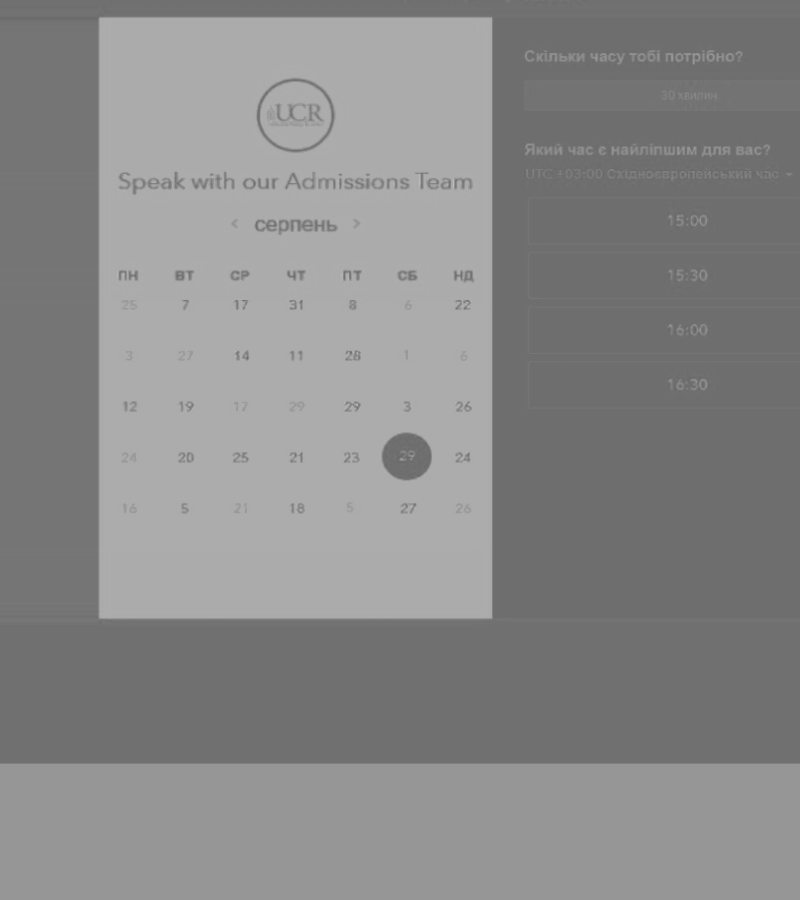 UCR
Speak with our Admissions Team
< серпень >
ПН ВТ СР ЧТ ПТ СБ НД
25 7 17 31 8 6 22
3 27 14 11 28 1 6
12 19 17 29 29 3 26
24 20 25 21 23 29 24
16 5 21 18 5 27 26
Скільки часу тобі потрібно?
30 хвилин
Який час є найліпшим для вас?
UTC +03:00 Східноєвропейський час
15:00
15:30
16:00
16:30